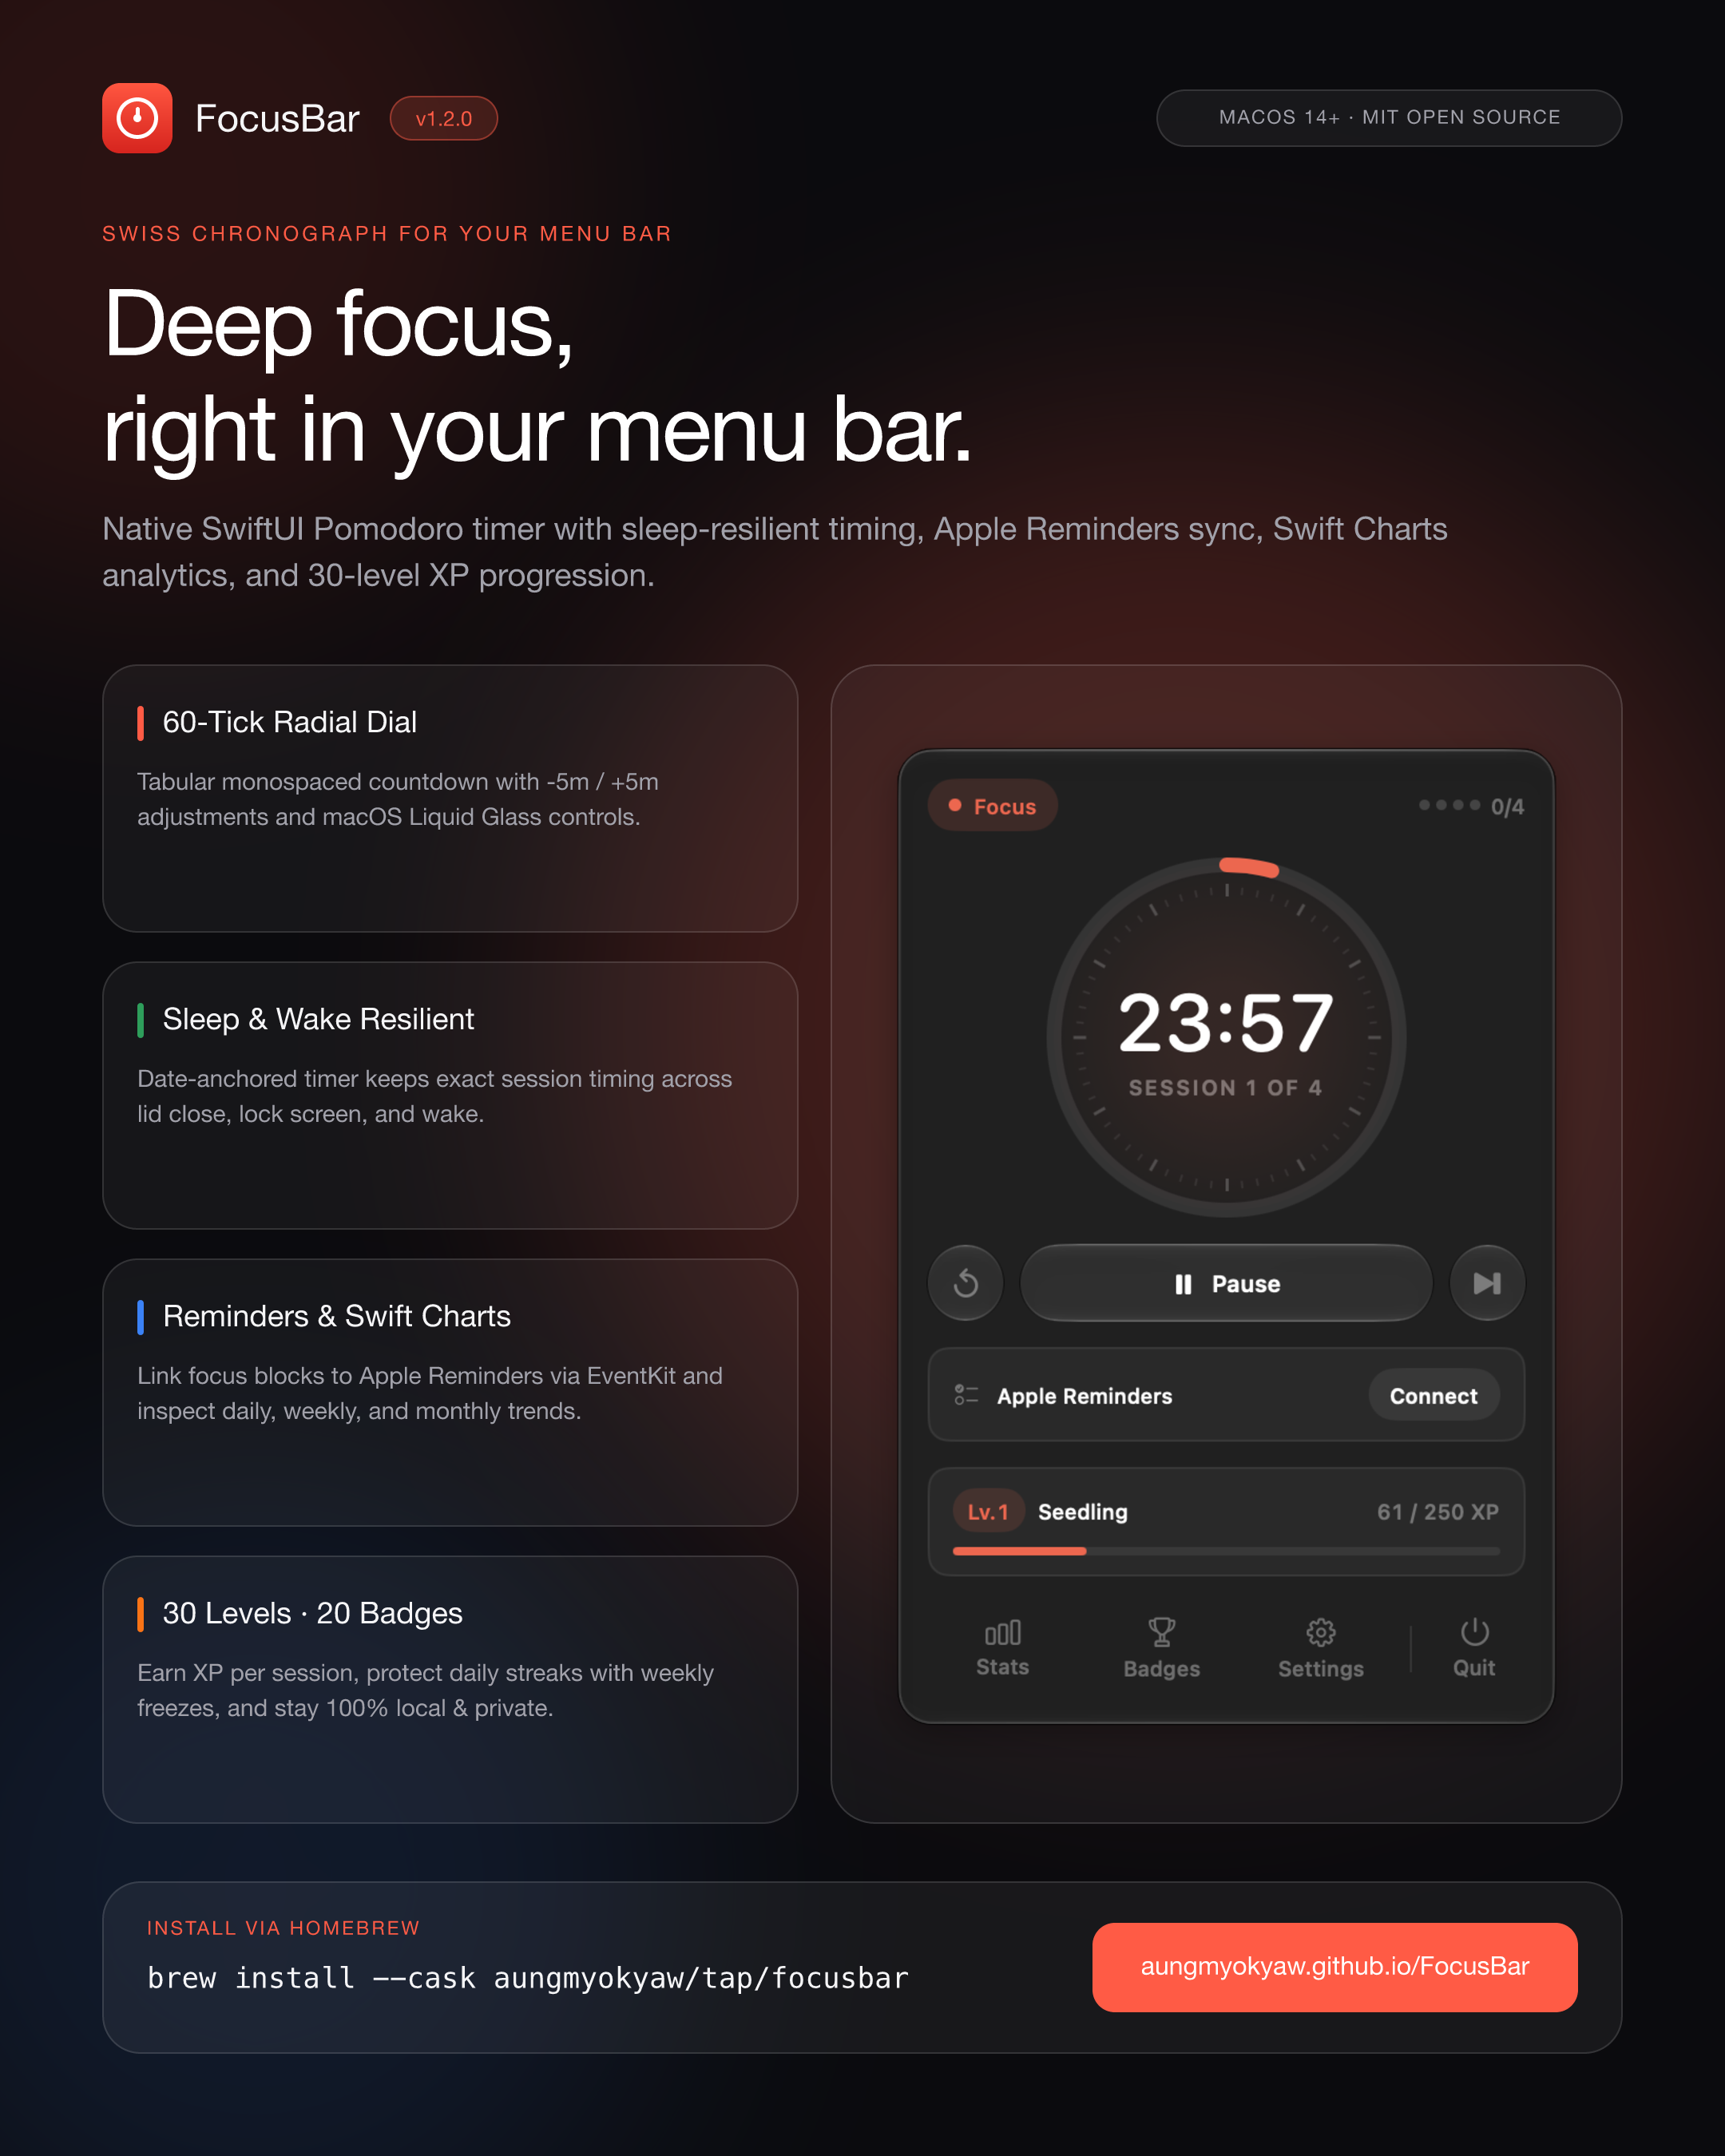 FocusBar
v1.2.0
MACOS 14+ · MIT OPEN SOURCE
SWISS CHRONOGRAPH FOR YOUR MENU BAR
Deep focus,
right in your menu bar.
Native SwiftUI Pomodoro timer with sleep-resilient timing, Apple Reminders sync, Swift Charts
analytics, and 30-level XP progression.
60-Tick Radial Dial
Tabular monospaced countdown with -5m / +5m
adjustments and macOS Liquid Glass controls.
Sleep & Wake Resilient
Date-anchored timer keeps exact session timing across
lid close, lock screen, and wake.
Reminders & Swift Charts
Link focus blocks to Apple Reminders via EventKit and
inspect daily, weekly, and monthly trends.
30 Levels · 20 Badges
Earn XP per session, protect daily streaks with weekly
freezes, and stay 100% local & private.
Focus
0/4
23:57
SESSION 1 OF 4
Pause
Apple Reminders
Connect
Lv.1 Seedling
61 / 250 XP
Stats
Badges
Settings
Quit
INSTALL VIA HOMEBREW
brew install --cask aungmyokyaw/tap/focusbar
aungmyokyaw.github.io/FocusBar